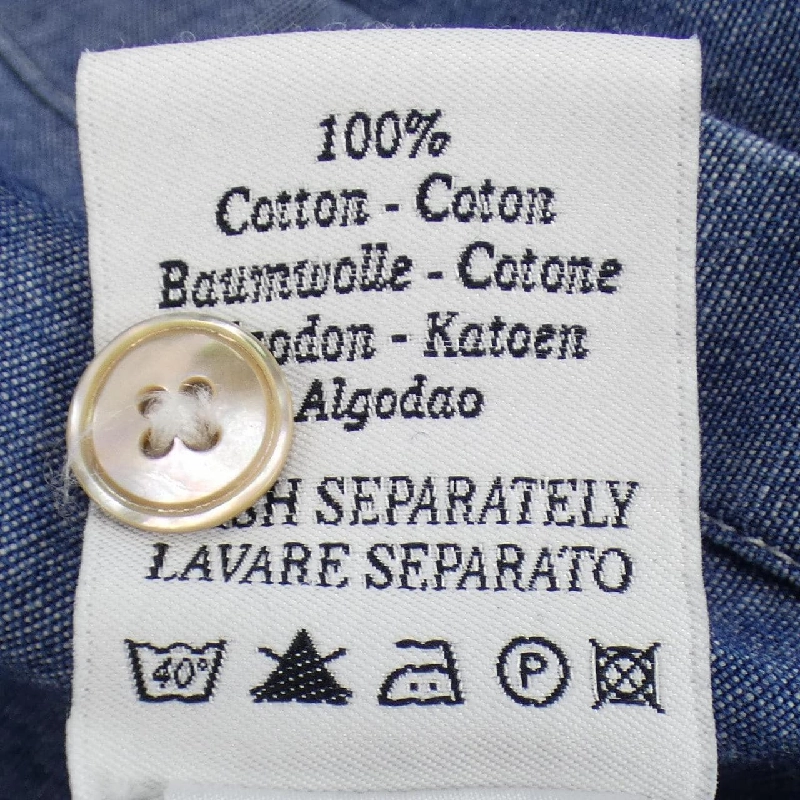 100%
Cotton - Coton
Baumwolle - Cotone
- Katoen
Algodao
SEPARATELY
LAVARE SEPARATO
40° P